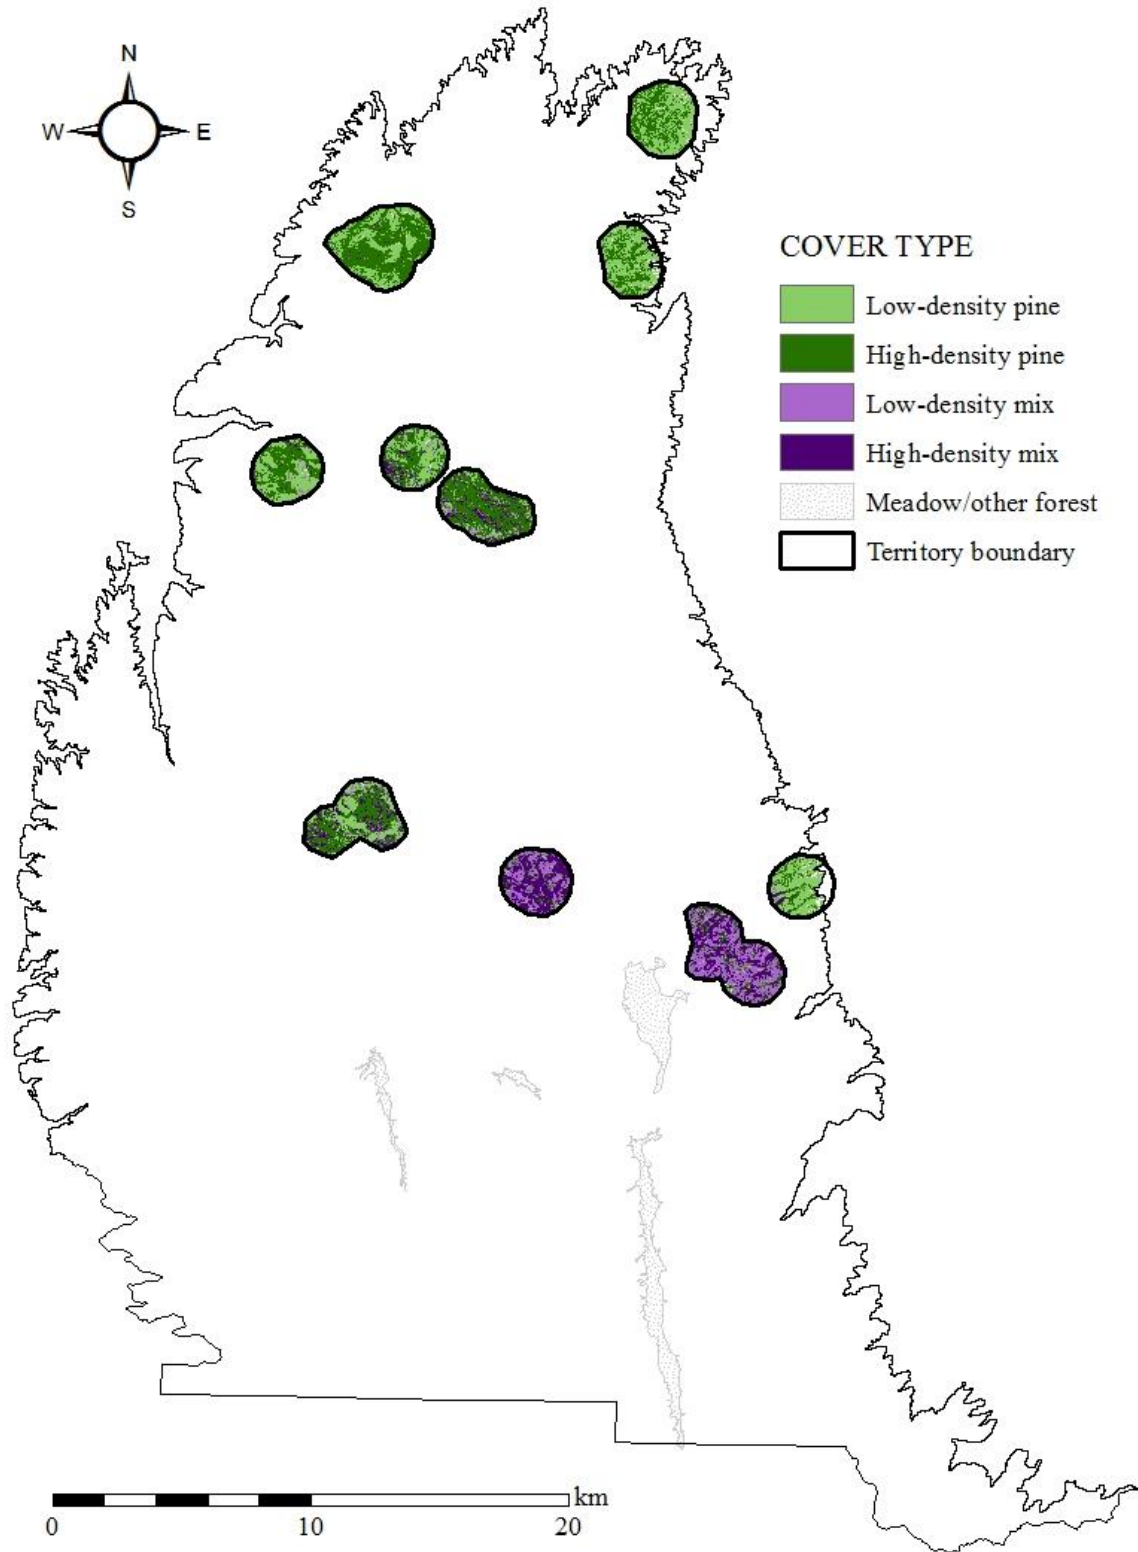 N
W E
S
COVER TYPE
Low-density pine
High-density pine
Low-density mix
High-density mix
Meadow/other forest
Territory boundary
km
0 10 20